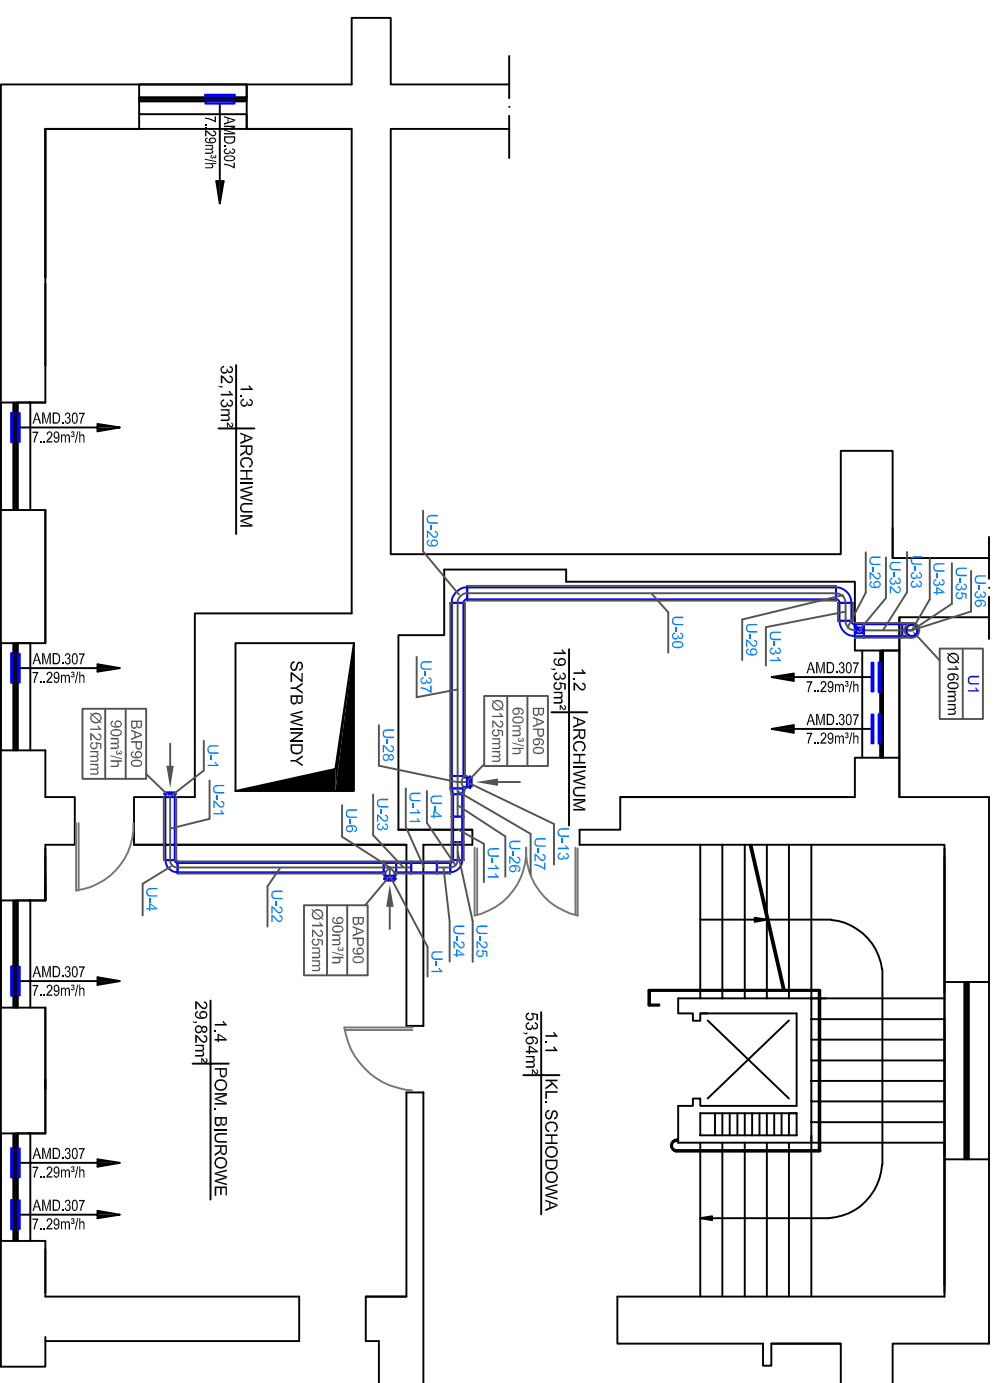 AMD.307
7..29m³/h
1.3
ARCHIWUM
32,13m²
AMD.307
7..29m³/h
AMD.307
7..29m³/h
AMD.307
7..29m³/h
AMD.307
7..29m³/h
AMD.307
7..29m³/h
AMD.307
7..29m³/h
AMD.307
7..29m³/h
U-29
U-32
U-33
U-34
U-35
U-36
U1
Ø160mm
U-29
U-31
U-29
U-30
U-37
1.2
ARCHIWUM
19,35m²
BAP60
60m³/h
Ø125mm
U-28
U-13
U-27
U-26
U-11
U-4
U-11
U-23
U-6
SZYB WINDY
BAP90
90m³/h
Ø125mm
U-1
U-21
U-4
U-22
BAP90
90m³/h
Ø125mm
U-1
U-24
U-25
1.1
KL. SCHODOWA
53,64m²
1.4
POM. BIUROWE
29,82m²